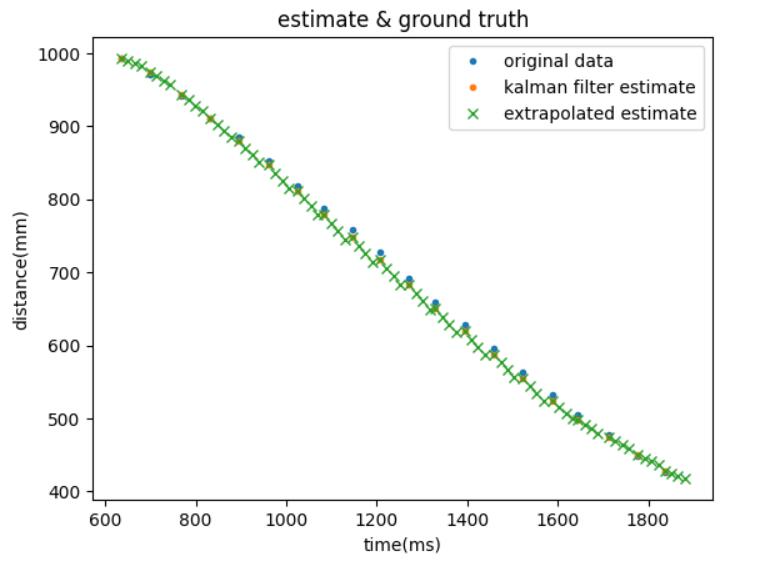 estimate & ground truth
original data
kalman filter estimate
extrapolated estimate
1000
900
800
700
600
500
400
distance(mm)
600 800 1000 1200 1400 1600 1800
time(ms)